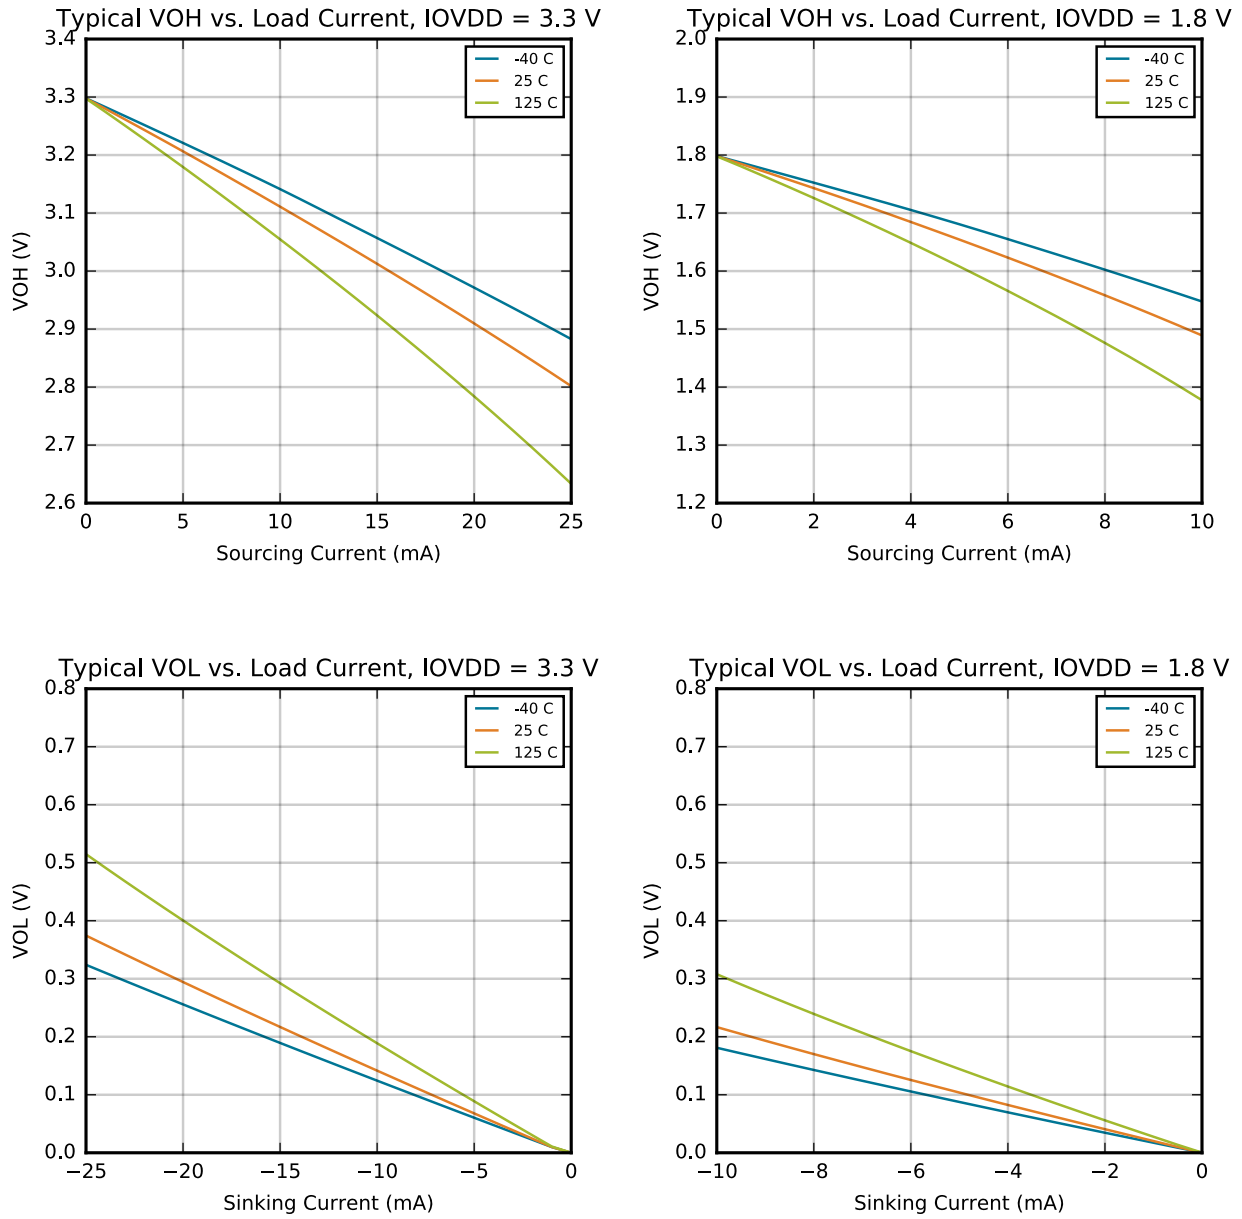 Typical VOH vs. Load Current, IOVDD = 3.3 V
3.4
3.3
3.2
3.1
3.0
2.9
2.8
2.7
2.6
VOH (V)
-40 C
25 C
125 C
0 5 10 15 20 25
Sourcing Current (mA)
Typical VOH vs. Load Current, IOVDD = 1.8 V
2.0
1.9
1.8
1.7
1.6
1.5
1.4
1.3
1.2
VOH (V)
-40 C
25 C
125 C
0 2 4 6 8 10
Sourcing Current (mA)
Typical VOL vs. Load Current, IOVDD = 3.3 V
0.8
0.7
0.6
0.5
0.4
0.3
0.2
0.1
0.0
VOL (V)
-40 C
25 C
125 C
−25 −20 −15 −10 −5 0
Sinking Current (mA)
Typical VOL vs. Load Current, IOVDD = 1.8 V
0.8
0.7
0.6
0.5
0.4
0.3
0.2
0.1
0.0
VOL (V)
-40 C
25 C
125 C
−10 −8 −6 −4 −2 0
Sinking Current (mA)